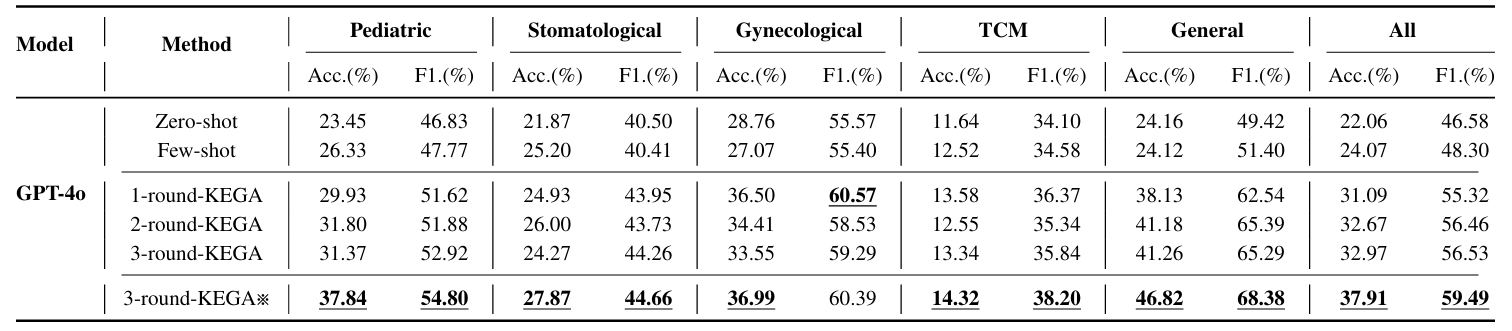 Model Method Pediatric Stomatological Gynecological TCM General All
Acc.(%) F1.(%) Acc.(%) F1.(%) Acc.(%) F1.(%) Acc.(%) F1.(%) Acc.(%) F1.(%) Acc.(%) F1.(%)
Zero-shot 23.45 46.83 21.87 40.50 28.76 55.57 11.64 34.10 24.16 49.42 22.06 46.58
Few-shot 26.33 47.77 25.20 40.41 27.07 55.40 12.52 34.58 24.12 51.40 24.07 48.30
GPT-4o 1-round-KEGA 29.93 51.62 24.93 43.95 36.50 60.57 13.58 36.37 38.13 62.54 31.09 55.32
2-round-KEGA 31.80 51.88 26.00 43.73 34.41 58.53 12.55 35.34 41.18 65.39 32.67 56.46
3-round-KEGA 31.37 52.92 24.27 44.26 33.55 59.29 13.34 35.84 41.26 65.29 32.97 56.53
3-round-KEGA※ 37.84 54.80 27.87 44.66 36.99 60.39 14.32 38.20 46.82 68.38 37.91 59.49